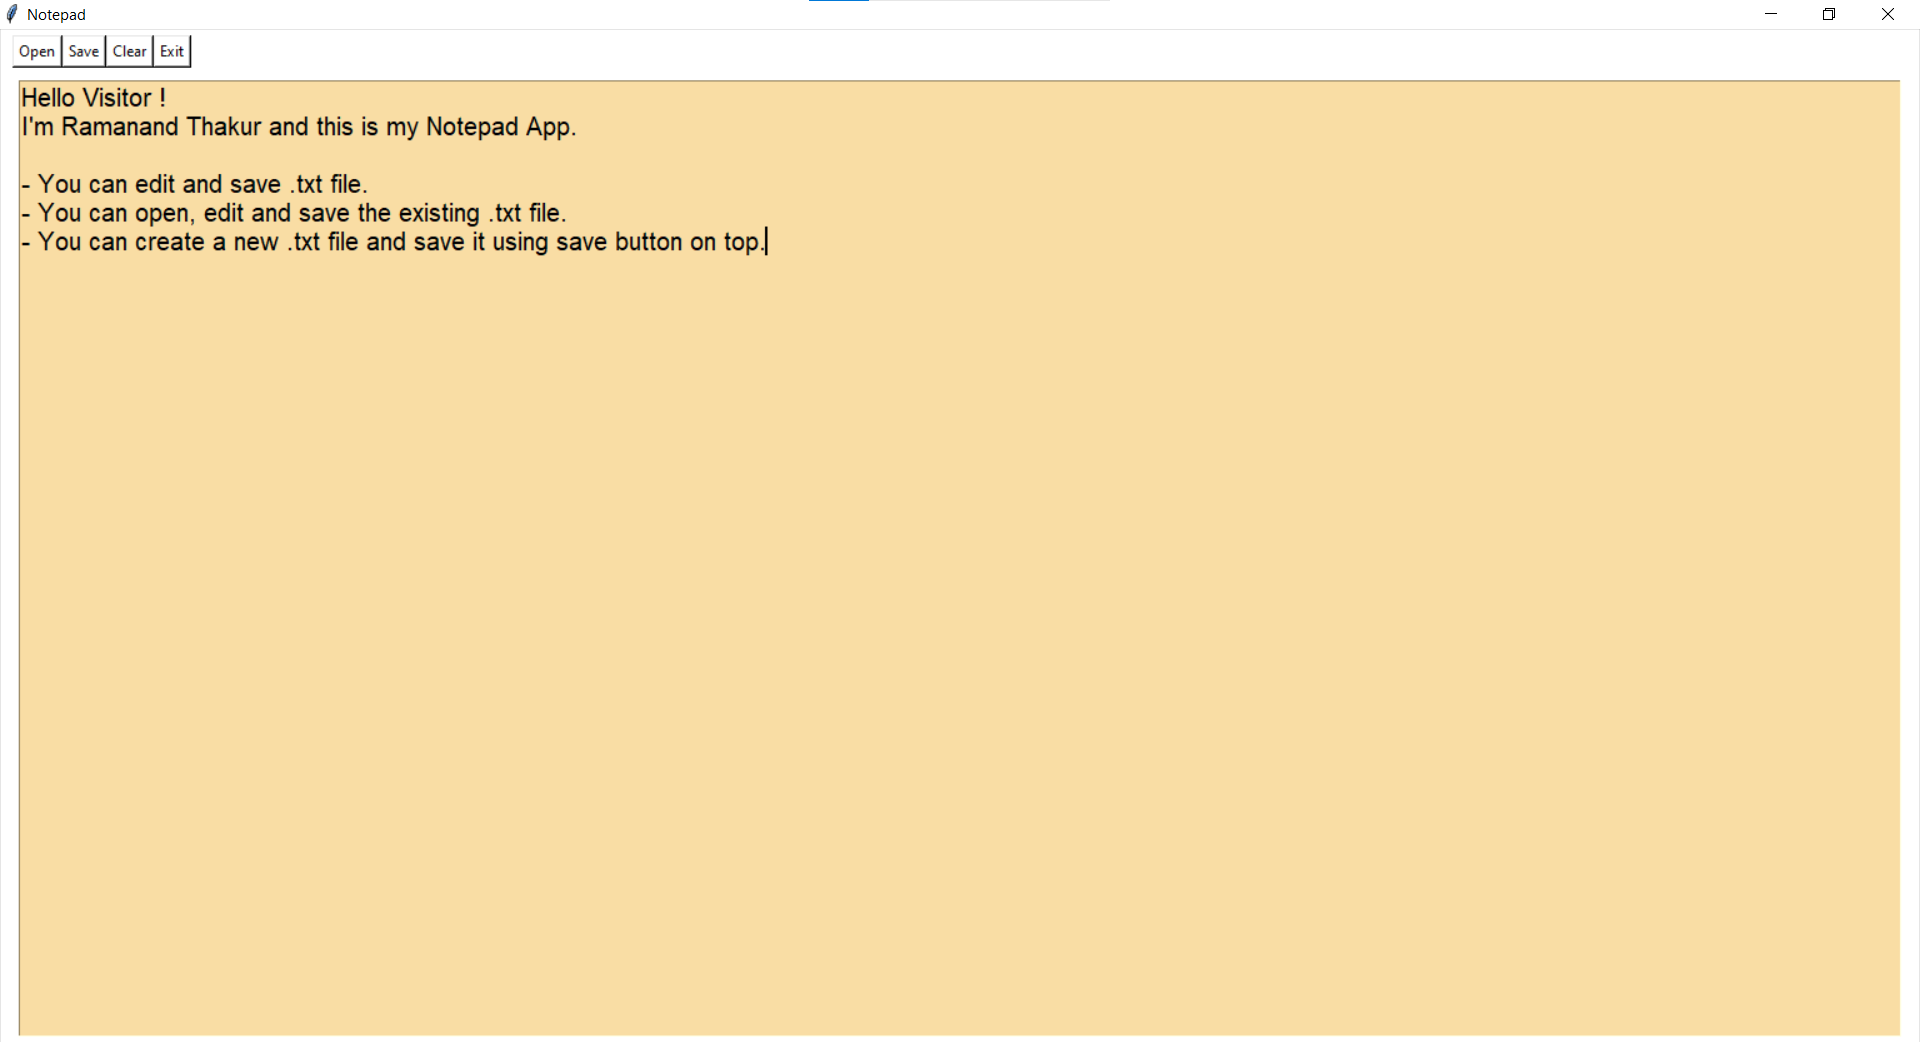 Notepad
Open Save Clear Exit
Hello Visitor !
I'm Ramanand Thakur and this is my Notepad App.

- You can edit and save .txt file.
- You can open, edit and save the existing .txt file.
- You can create a new .txt file and save it using save button on top.